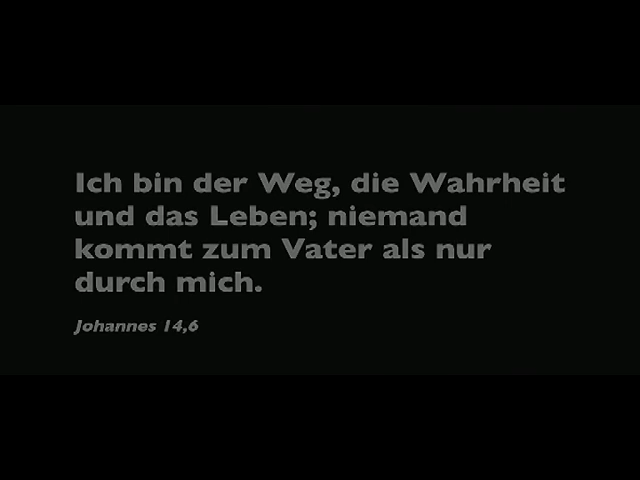 Ich bin der Weg, die Wahrheit
und das Leben; niemand
kommt zum Vater als nur
durch mich.
Johannes 14,6